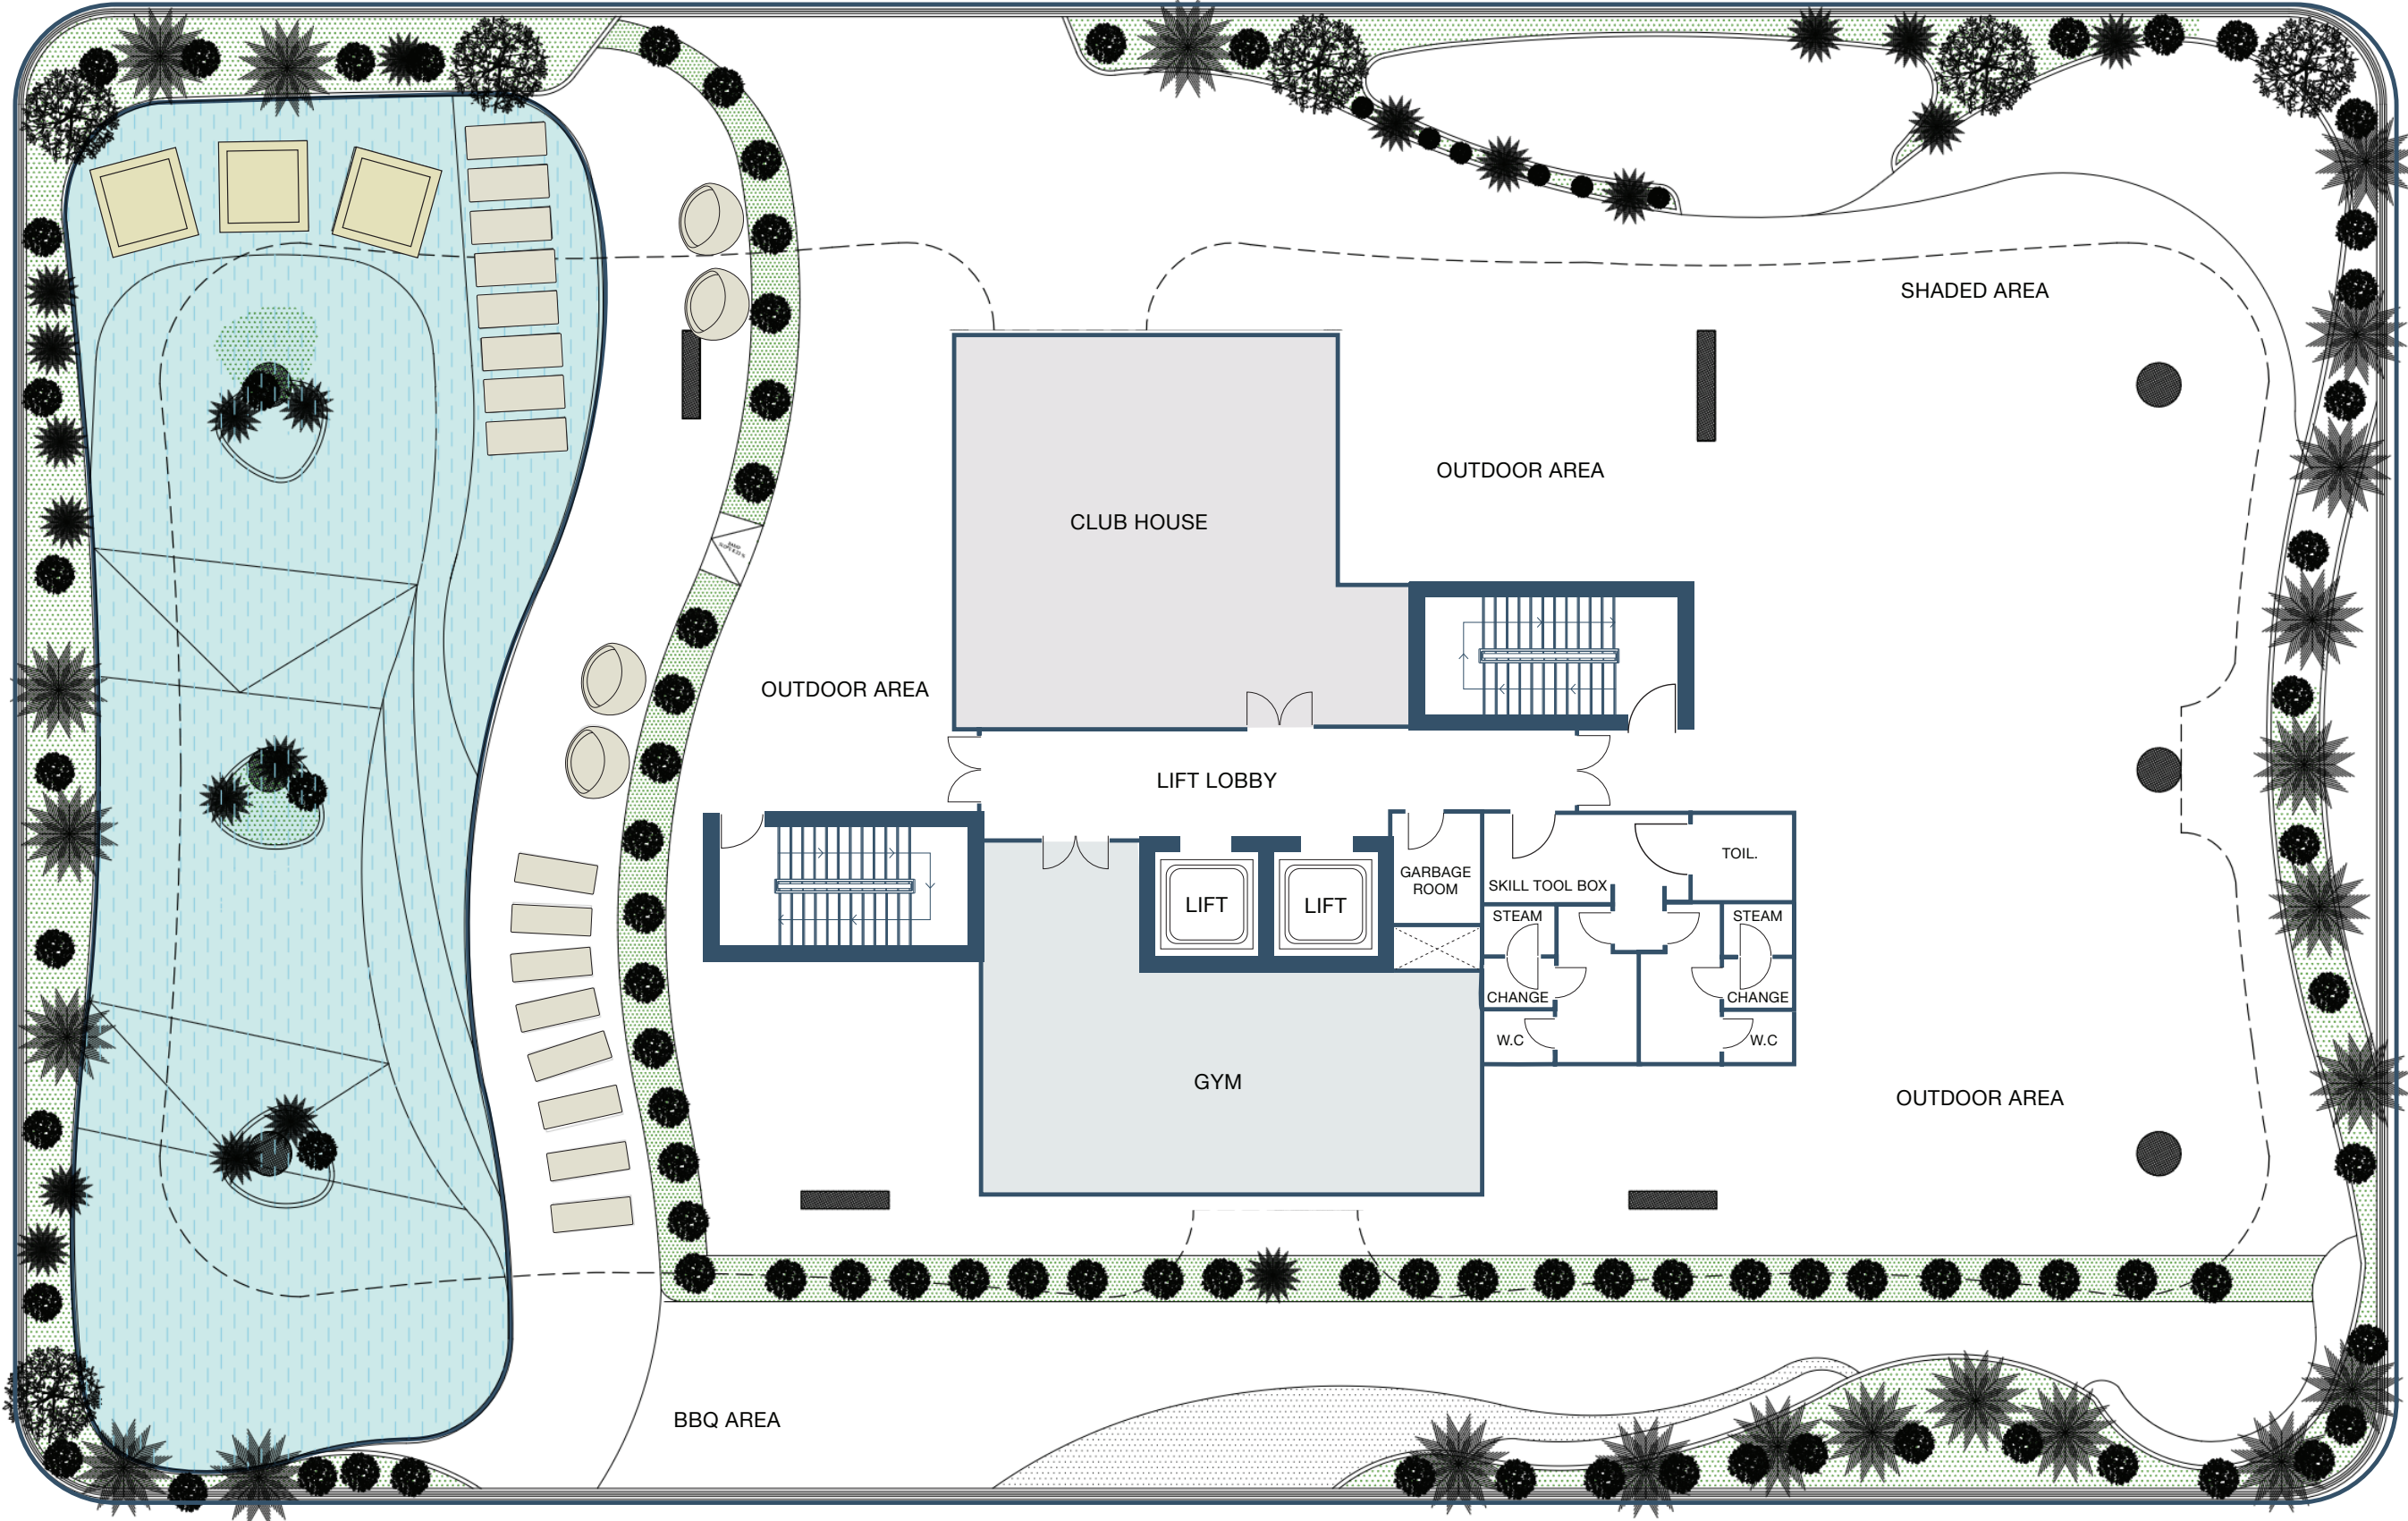 SHADED AREA
OUTDOOR AREA
CLUB HOUSE
OUTDOOR AREA
LIFT LOBBY
TOIL.
GARBAGE
ROOM
SKILL TOOL BOX
LIFT
LIFT
STEAM
STEAM
CHANGE
CHANGE
W.C
W.C
GYM
OUTDOOR AREA
BBQ AREA